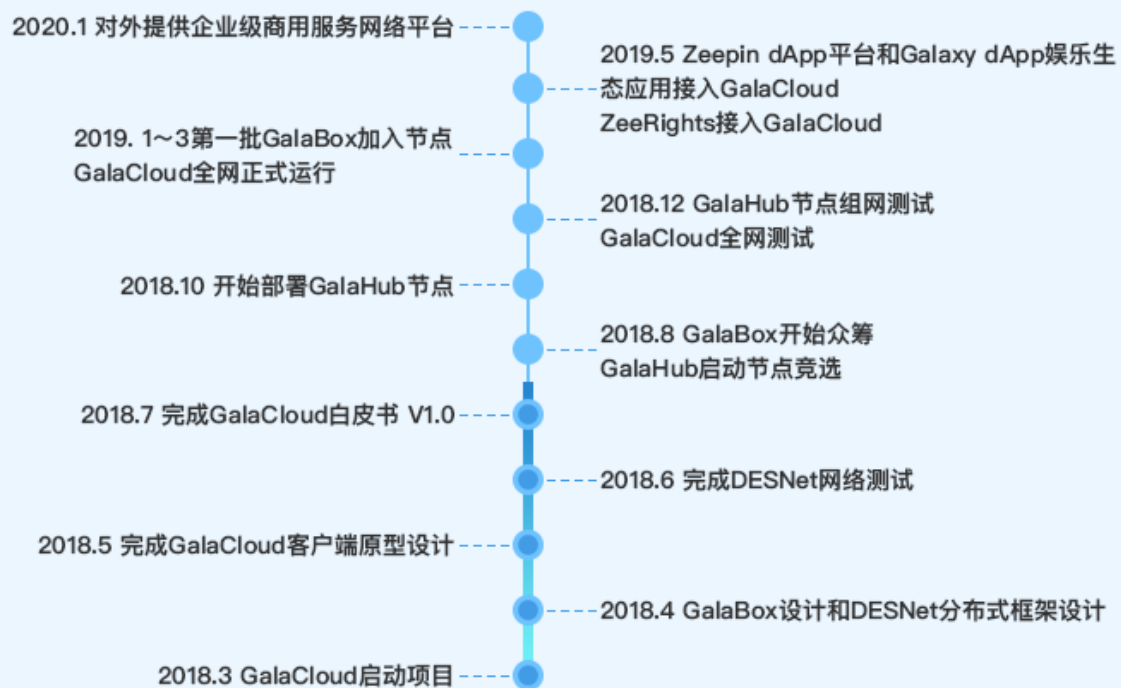 2020.1 对外提供企业级商用服务网络平台
2019.5 Zeepin dApp平台和Galaxy dApp娱乐生
态应用接入GalaCloud
ZeeRights接入GalaCloud
2019. 1～3第一批GalaBox加入节点
GalaCloud全网正式运行
2018.12 GalaHub节点组网测试
GalaCloud全网测试
2018.10 开始部署GalaHub节点
2018.8 GalaBox开始众筹
GalaHub启动节点竞选
2018.7 完成GalaCloud白皮书 V1.0
2018.6 完成DESNet网络测试
2018.5 完成GalaCloud客户端原型设计
2018.4 GalaBox设计和DESNet分布式框架设计
2018.3 GalaCloud启动项目